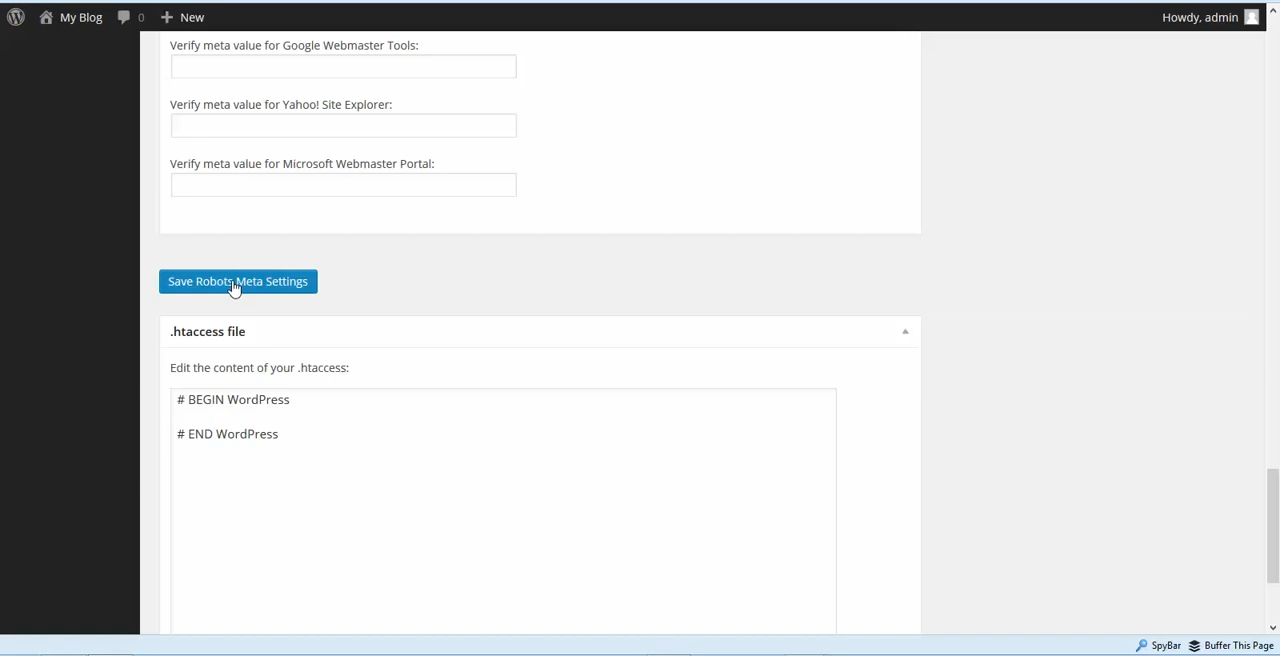 My Blog 0 New Howdy, admin
Verify meta value for Google Webmaster Tools:
Verify meta value for Yahoo! Site Explorer:
Verify meta value for Microsoft Webmaster Portal:
Save Robots Meta Settings
.htaccess file
Edit the content of your .htaccess:
# BEGIN WordPress
# END WordPress
SpyBar Buffer This Page